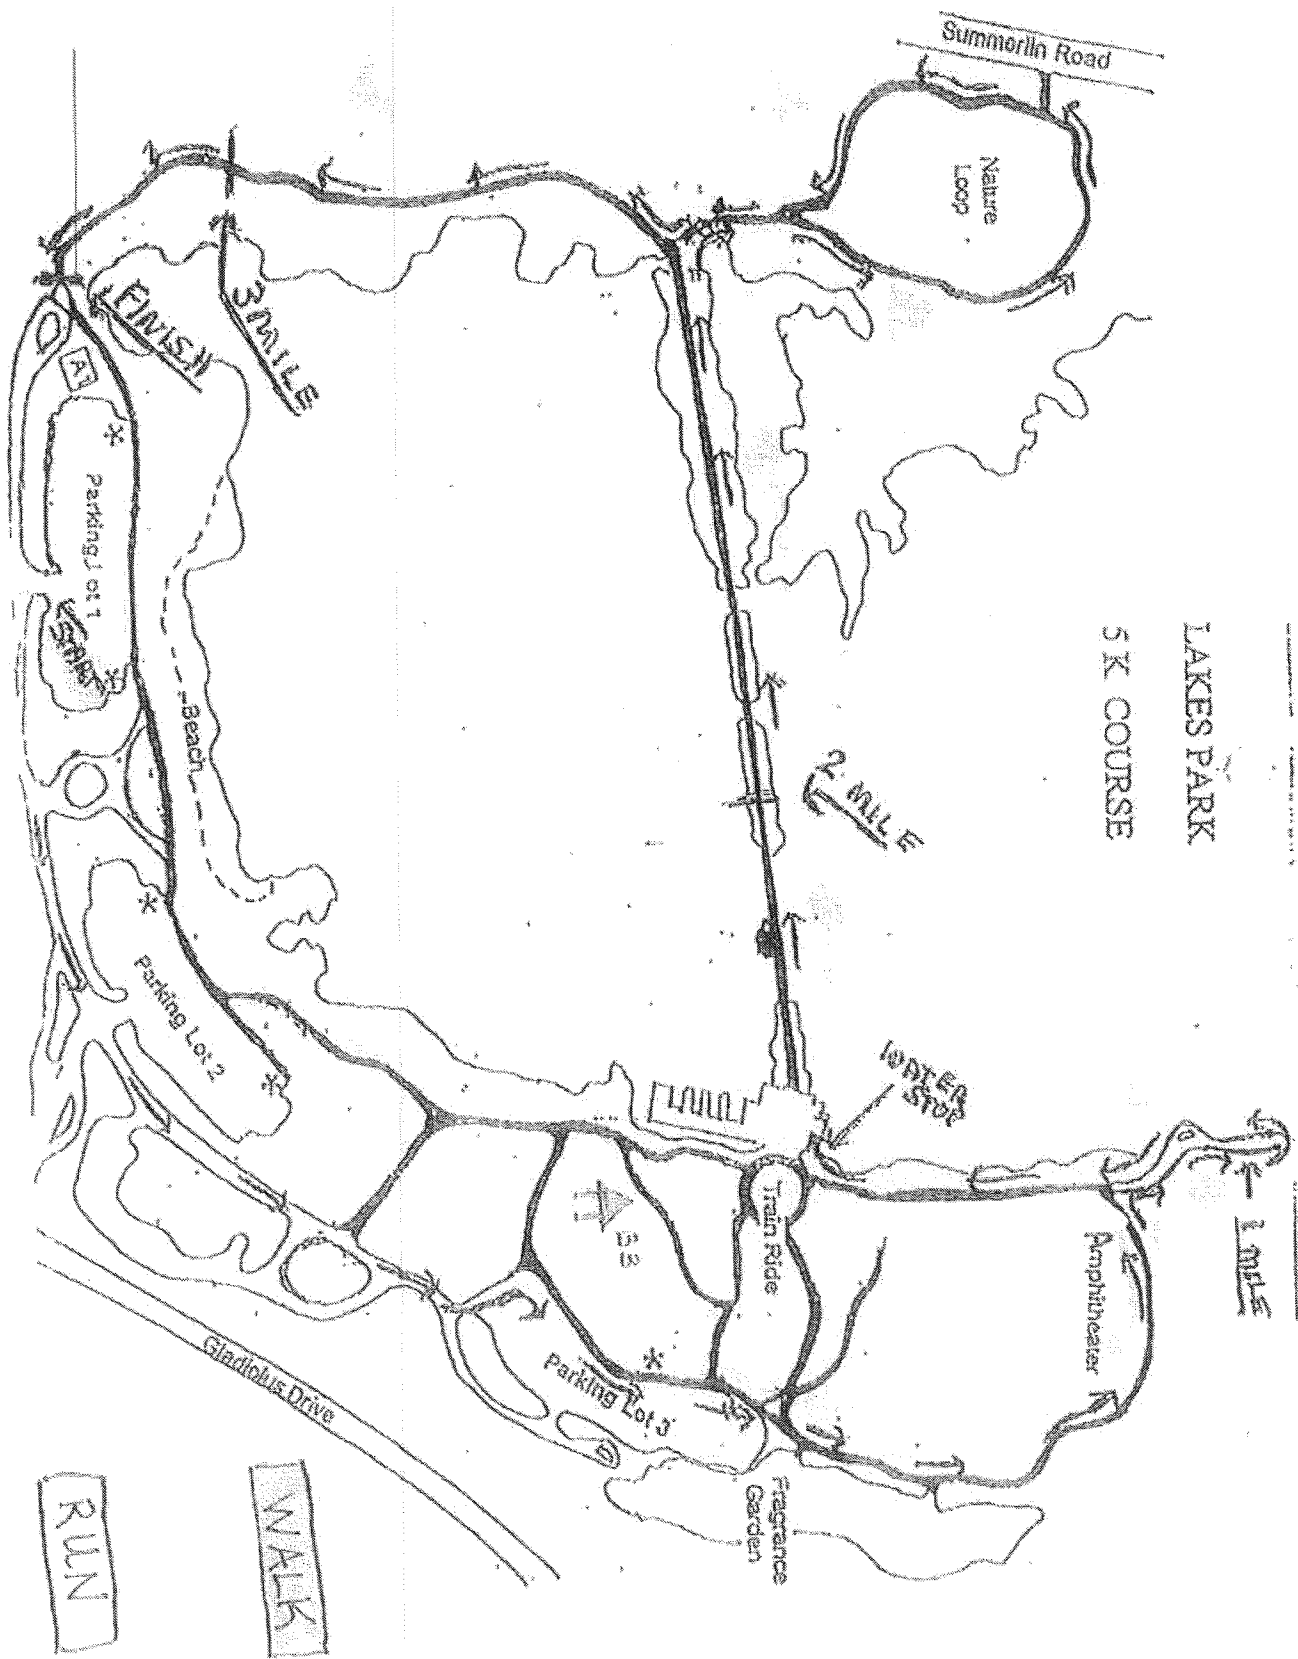 LAKES PARK
5 K COURSE
Summerlin Road
Nature
Loop
3 MILE
FINISH
A1
Parking Lot 1
START
Beach
2 MILE
Parking Lot 2
WATER
STOP
1 MILE
Train Ride
Amphitheater
Parking Lot 3
Fragrance
Garden
Gladiolus Drive
WALK
RUN